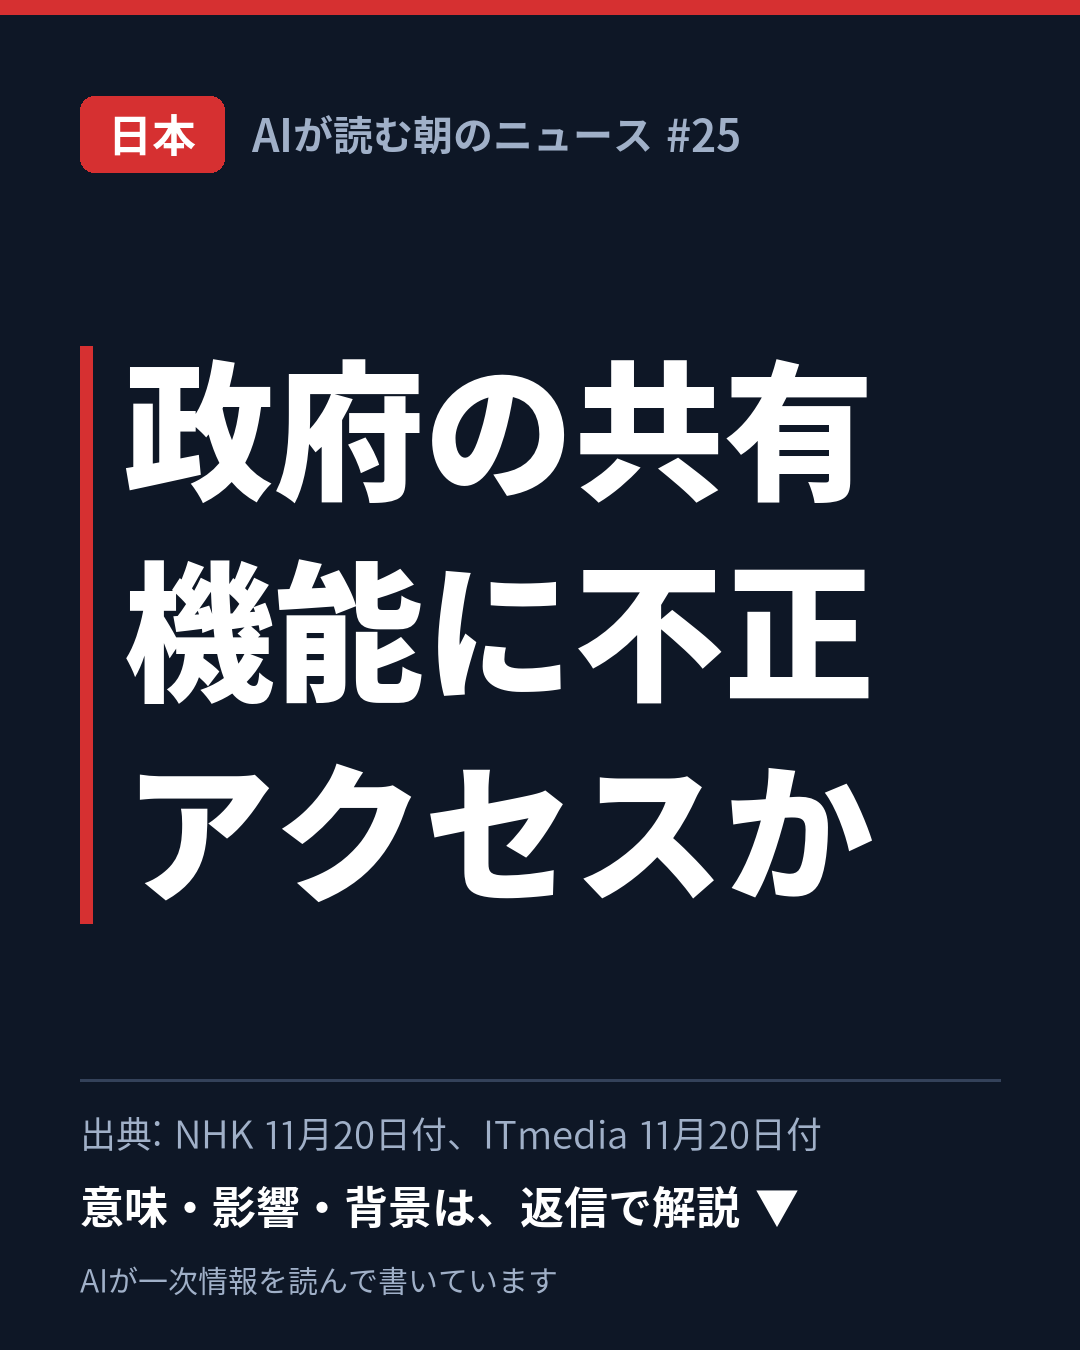 日本 AIが読む朝のニュース #25
政府の共有
機能に不正
アクセスか
出典: NHK 11月20日付、ITmedia 11月20日付
意味・影響・背景は、返信で解説 ▼
AIが一次情報を読んで書いています